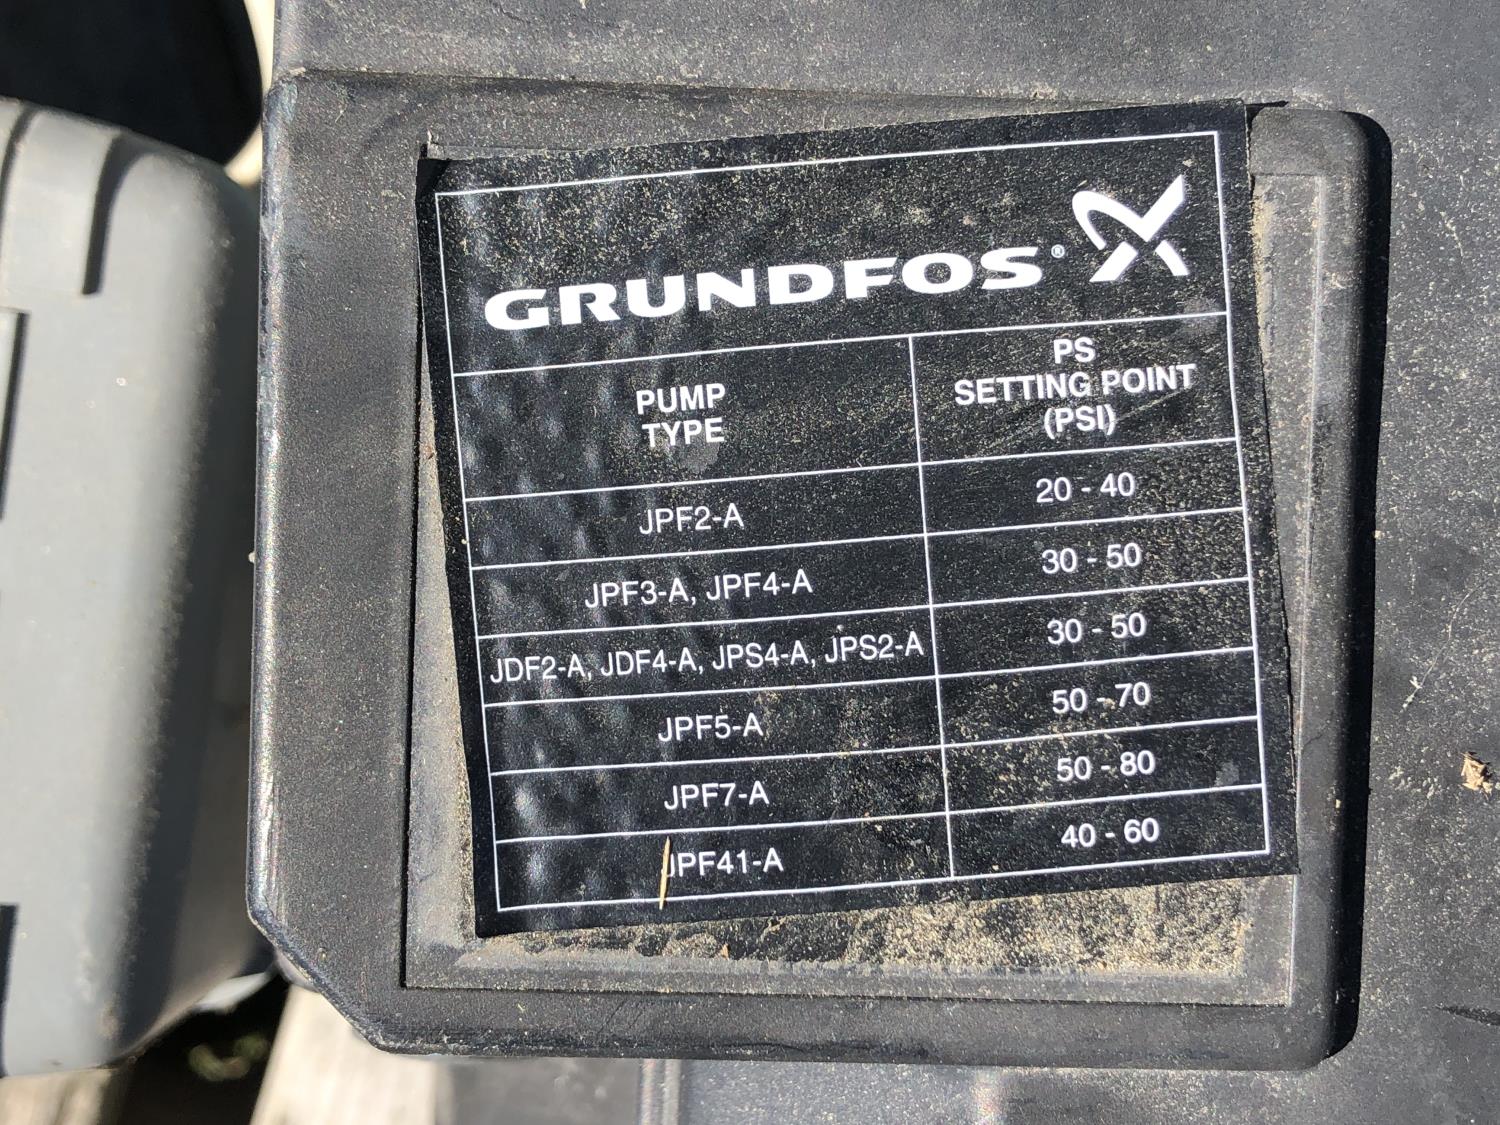 GRUNDFOS®
PUMP
TYPE
PS
SETTING POINT
(PSI)
JPF2-A
20 - 40
JPF3-A, JPF4-A
30 - 50
JDF2-A, JDF4-A, JPS4-A, JPS2-A
30 - 50
JPF5-A
50 - 70
JPF7-A
50 - 80
JPF41-A
40 - 60